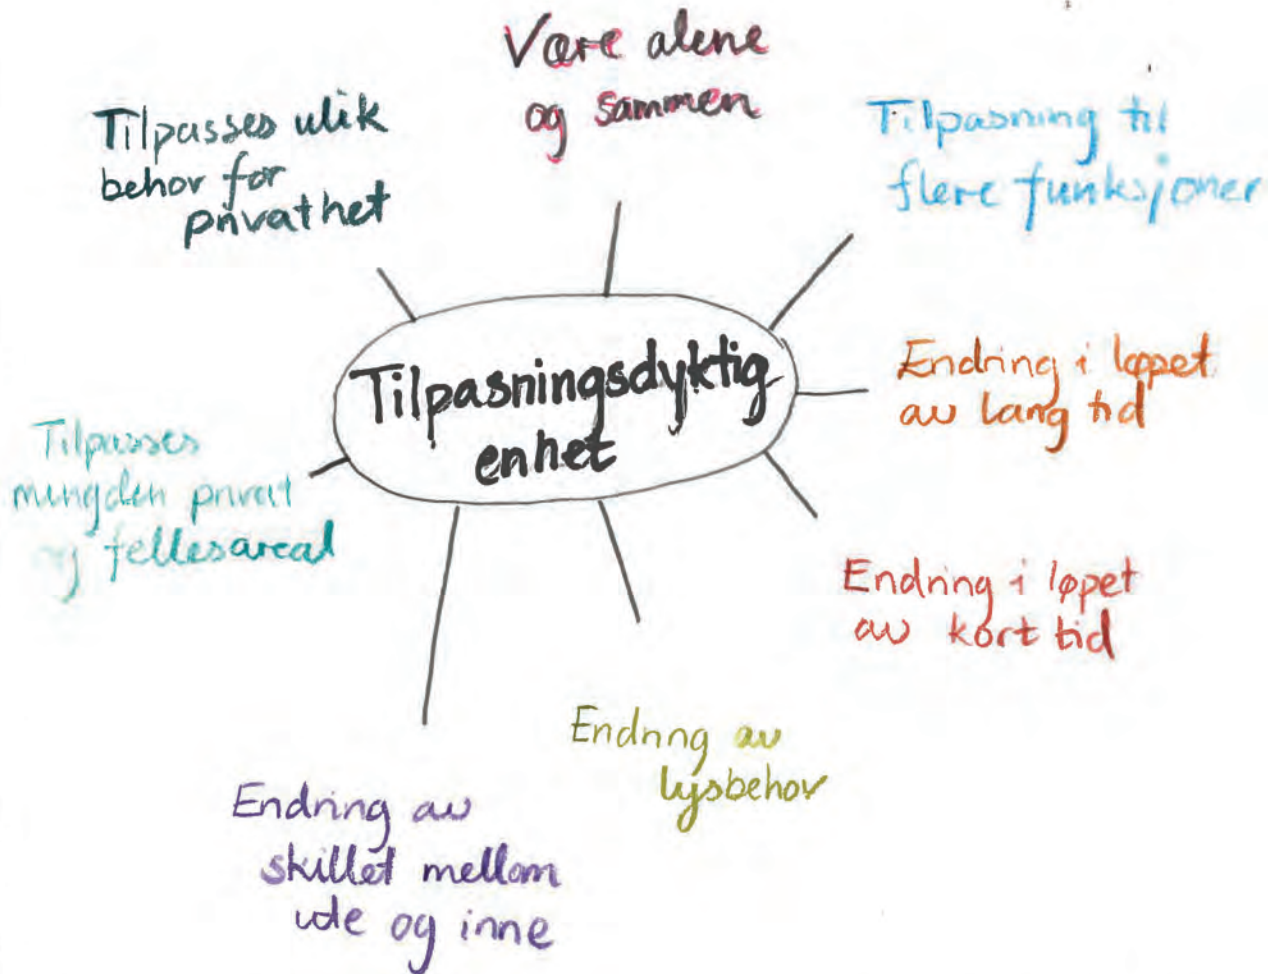 Være alene
og sammen
Tilpasses ulik
behov for
privathet
Tilpasning til
flere funksjoner
Tilpasningsdyktig
enhet
Endring i løpet
av lang tid
Tilpasses
mengden privat
og fellesareal
Endring i løpet
av kort tid
Endring av
lysbehov
Endring av
skillet mellom
ute og inne